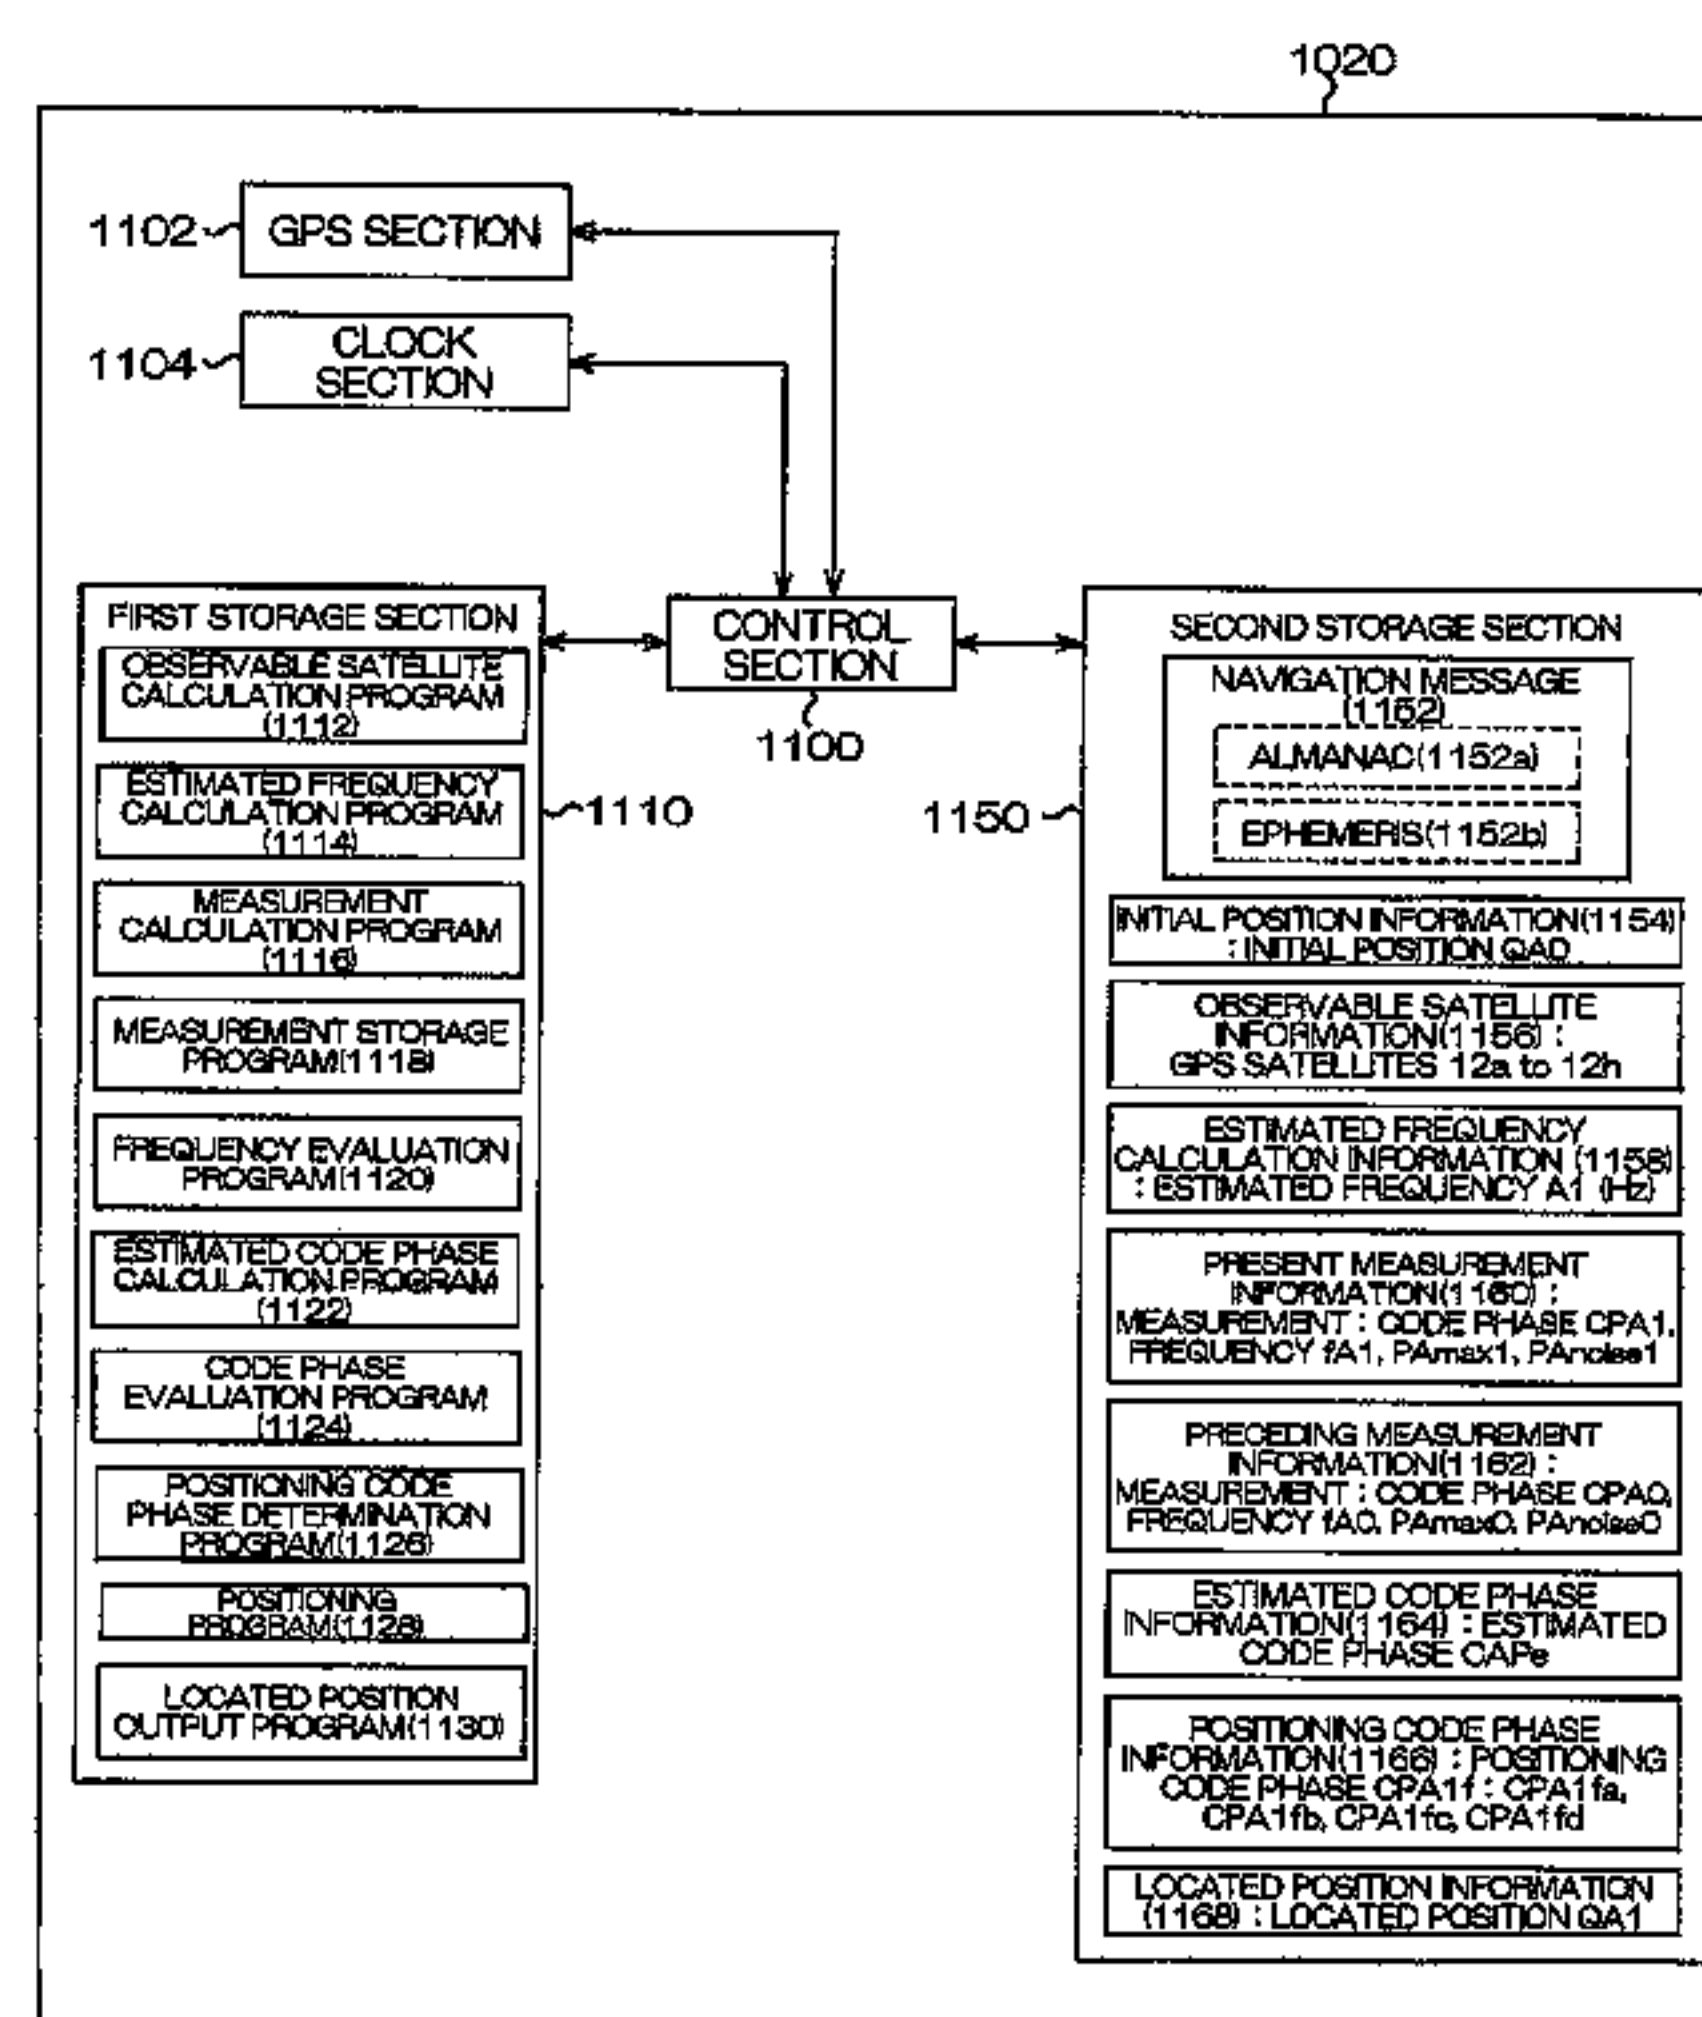 1020
1102
GPS SECTION
1104
CLOCK
SECTION
CONTROL
SECTION
1100
FIRST STORAGE SECTION
OBSERVABLE SATELLITE
CALCULATION PROGRAM
(1112)
ESTIMATED FREQUENCY
CALCULATION PROGRAM
(1114)
1110
MEASUREMENT
CALCULATION PROGRAM
(1116)
MEASUREMENT STORAGE
PROGRAM(1118)
FREQUENCY EVALUATION
PROGRAM(1120)
ESTIMATED CODE PHASE
CALCULATION PROGRAM
(1122)
CODE PHASE
EVALUATION PROGRAM
(1124)
POSITIONING CODE
PHASE DETERMINATION
PROGRAM(1126)
POSITIONING
PROGRAM(1128)
LOCATED POSITION
OUTPUT PROGRAM(1130)
SECOND STORAGE SECTION
NAVIGATION MESSAGE
(1152)
ALMANAC(1152a)
1150
EPHEMERIS(1152b)
INITIAL POSITION INFORMATION(1154)
: INITIAL POSITION QA0
OBSERVABLE SATELLITE
INFORMATION(1156) :
GPS SATELLITES 12a to 12h
ESTIMATED FREQUENCY
CALCULATION INFORMATION (1158)
: ESTIMATED FREQUENCY A1 (Hz)
PRESENT MEASUREMENT
INFORMATION(1160) :
MEASUREMENT : CODE PHASE CPA1,
FREQUENCY fA1, PAmax1, PAnoise1
PRECEDING MEASUREMENT
INFORMATION(1162) :
MEASUREMENT : CODE PHASE CPA0,
FREQUENCY fA0, PAmax0, PAnoise0
ESTIMATED CODE PHASE
INFORMATION(1164) : ESTIMATED
CODE PHASE CAPe
POSITIONING CODE PHASE
INFORMATION(1166) : POSITIONING
CODE PHASE CPA1f : CPA1fa,
CPA1fb, CPA1fc, CPA1fd
LOCATED POSITION INFORMATION
(1168) : LOCATED POSITION QA1